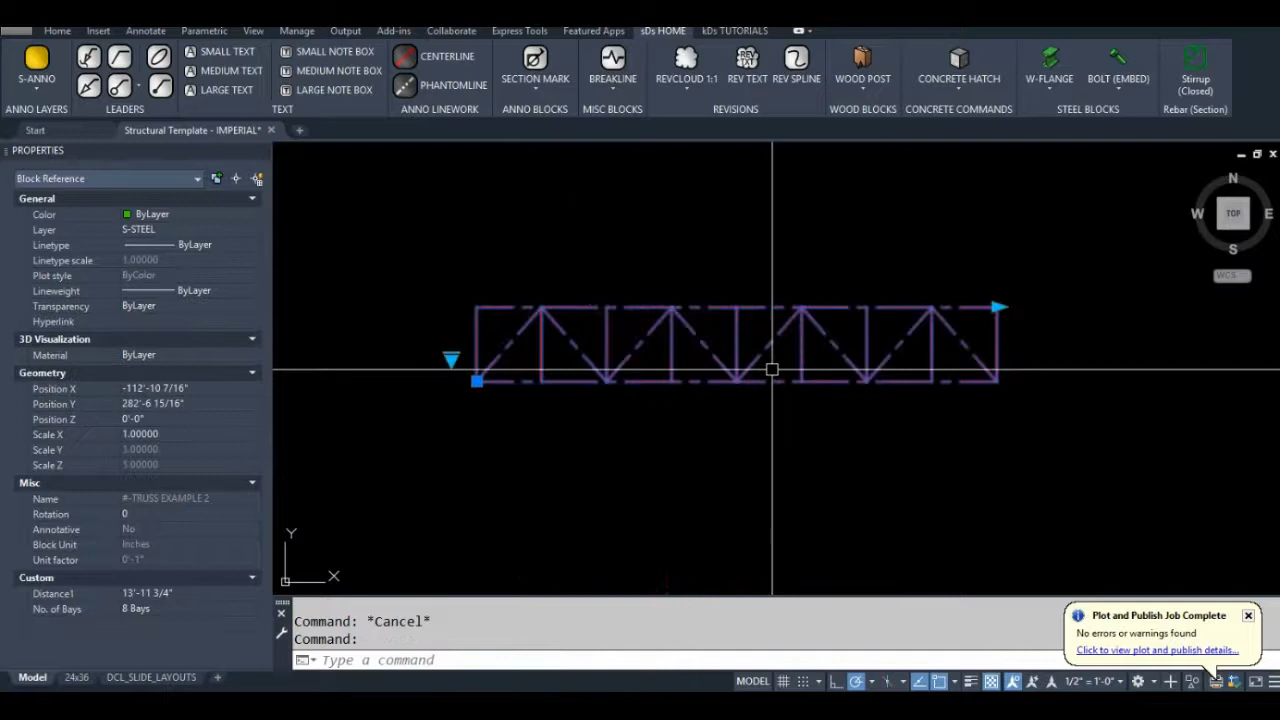 Home Insert Annotate Parametric View Manage Output Add-ins Collaborate Express Tools Featured Apps sDs HOME kDs TUTORIALS
S-ANNO
ANNO LAYERS
LEADERS
A SMALL TEXT
A MEDIUM TEXT
A LARGE TEXT
SMALL NOTE BOX
MEDIUM NOTE BOX
LARGE NOTE BOX
TEXT
CENTERLINE
PHANTOMLINE
ANNO LINEWORK
SECTION MARK
ANNO BLOCKS
BREAKLINE
MISC BLOCKS
REVCLOUD 1:1 REV TEXT REV SPLINE
REVISIONS
WOOD POST
WOOD BLOCKS
CONCRETE HATCH
CONCRETE COMMANDS
W-FLANGE BOLT (EMBED)
STEEL BLOCKS
Stirrup
(Closed)
Rebar (Section)
Start Structural Template - IMPERIAL*
PROPERTIES
Block Reference
General
Color ByLayer
Layer S-STEEL
Linetype ByLayer
Linetype scale 1.00000
Plot style ByColor
Lineweight ByLayer
Transparency ByLayer
Hyperlink
3D Visualization
Material ByLayer
Geometry
Position X -112'-10 7/16"
Position Y 282'-6 15/16"
Position Z 0'-0"
Scale X 1.00000
Scale Y 1.00000
Scale Z 1.00000
Misc
Name #-TRUSS EXAMPLE 2
Rotation 0
Annotative No
Block Unit Inches
Unit factor 0'-1"
Custom
Distance1 13'-11 3/4"
No. of Bays 8 Bays
N
W TOP E
S
WCS
Y
X
Command: *Cancel*
Command:
Type a command
Plot and Publish Job Complete
No errors or warnings found
Click to view plot and publish details...
Model 24x36 DCL_SLIDE_LAYOUTS
MODEL 1/2" = 1'-0"